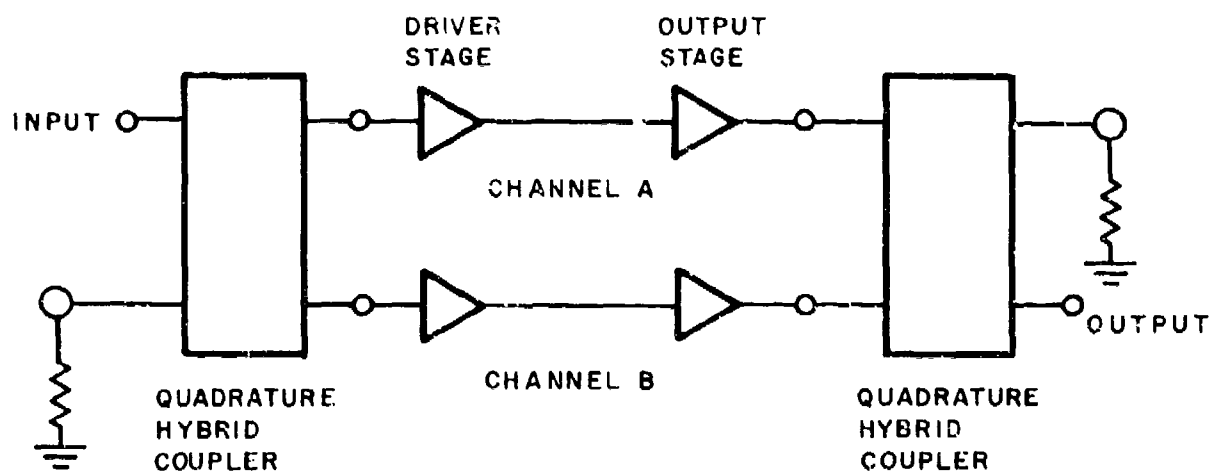 DRIVER
STAGE
OUTPUT
STAGE
INPUT
CHANNEL A
OUTPUT
CHANNEL B
QUADRATURE
HYBRID
COUPLER
QUADRATURE
HYBRID
COUPLER